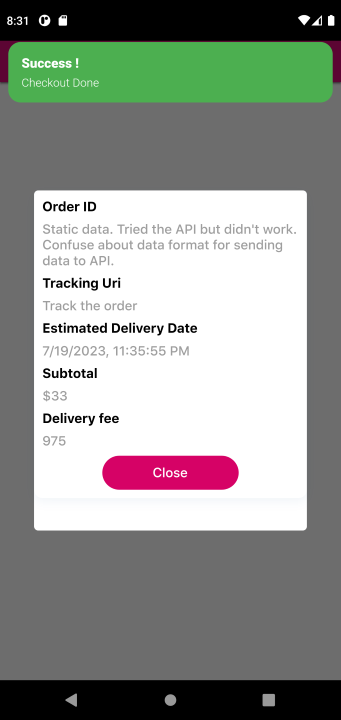 8:31
Success !
Checkout Done
Order ID
Static data. Tried the API but didn't work.
Confuse about data format for sending
data to API.
Tracking Uri
Track the order
Estimated Delivery Date
7/19/2023, 11:35:55 PM
Subtotal
$33
Delivery fee
975
Close